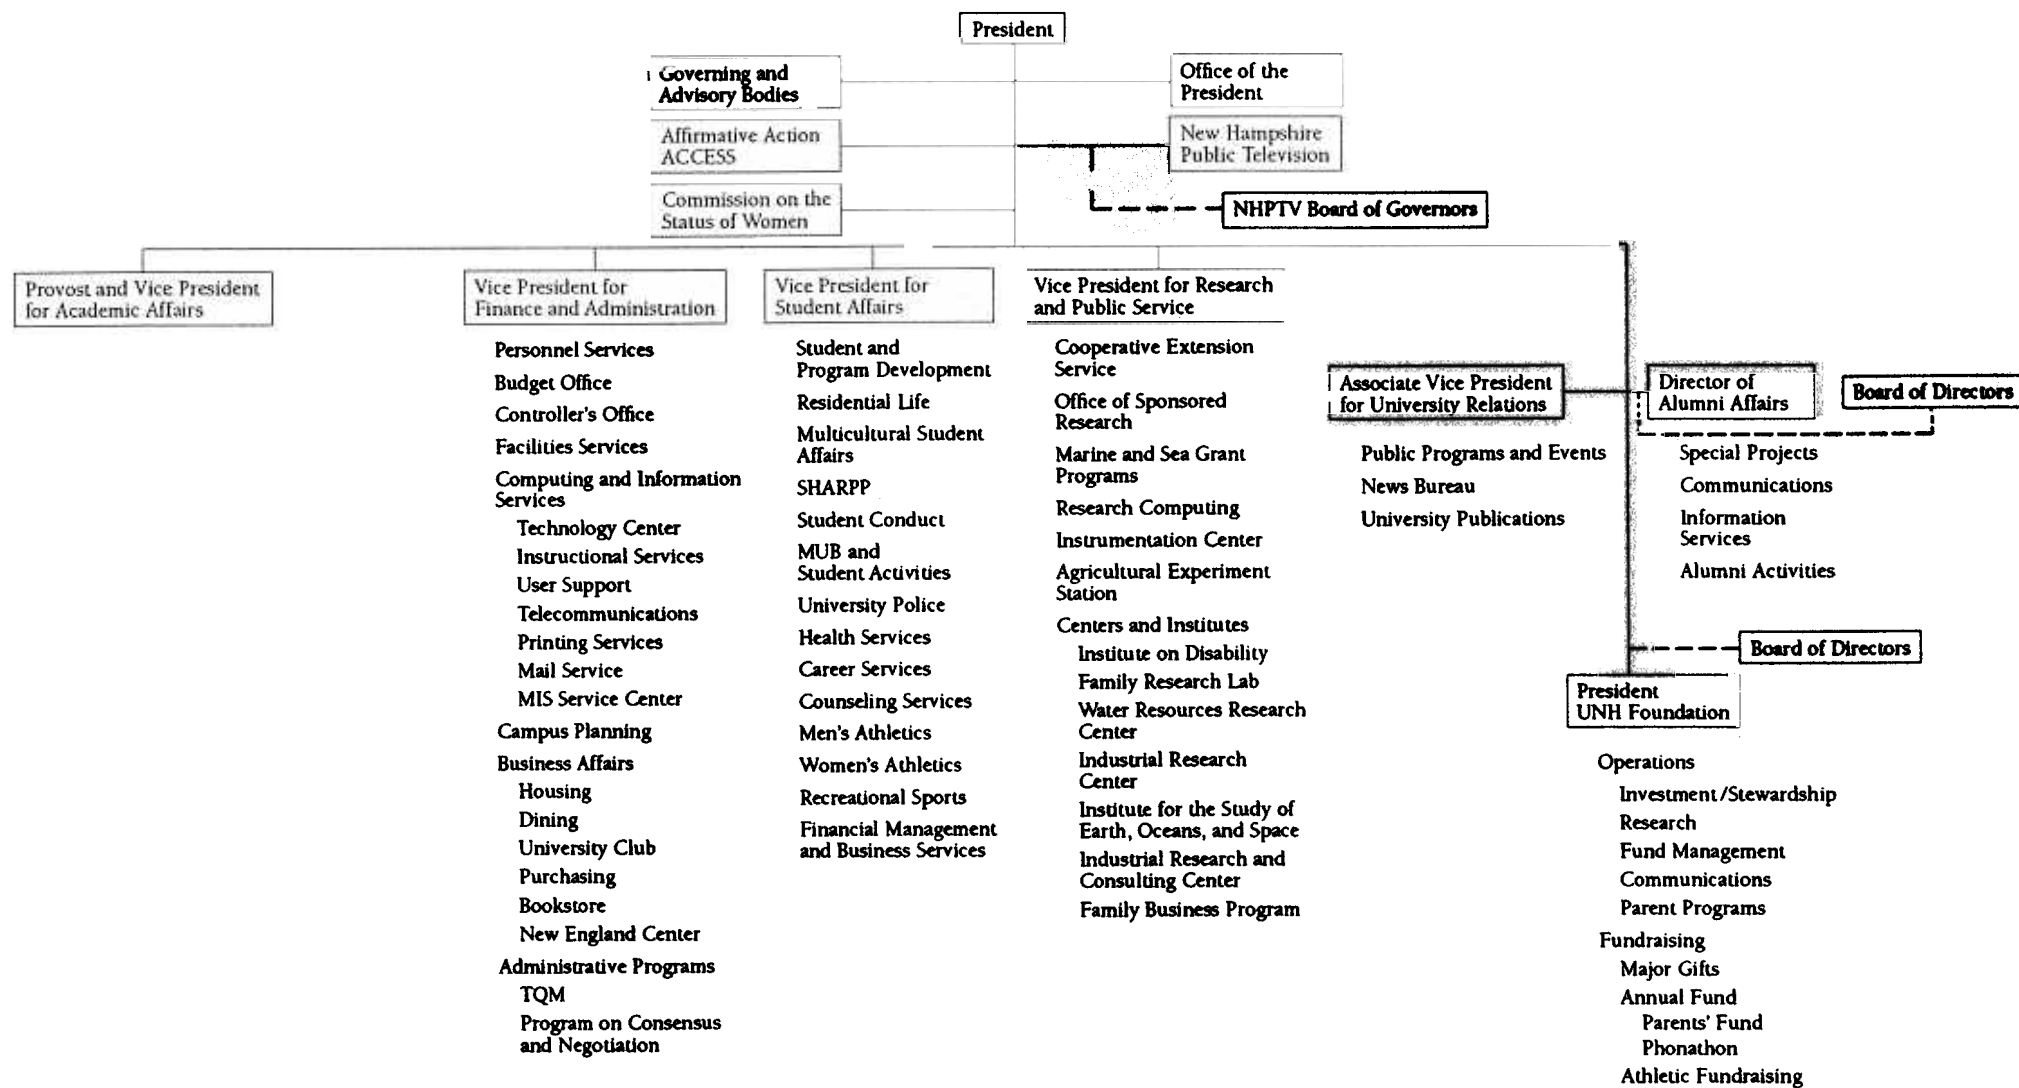 President
Governing and
Advisory Bodies
Office of the
President
Affirmative Action
ACCESS
New Hampshire
Public Television
Commission on the
Status of Women
NHPTV Board of Governors
Provost and Vice President
for Academic Affairs
Vice President for
Finance and Administration
Personnel Services
Budget Office
Controller's Office
Facilities Services
Computing and Information
Services
Technology Center
Instructional Services
User Support
Telecommunications
Printing Services
Mail Service
MIS Service Center
Campus Planning
Business Affairs
Housing
Dining
University Club
Purchasing
Bookstore
New England Center
Administrative Programs
TQM
Program on Consensus
and Negotiation
Vice President for
Student Affairs
Student and
Program Development
Residential Life
Multicultural Student
Affairs
SHARPP
Student Conduct
MUB and
Student Activities
University Police
Health Services
Career Services
Counseling Services
Men's Athletics
Women's Athletics
Recreational Sports
Financial Management
and Business Services
Vice President for Research
and Public Service
Cooperative Extension
Service
Office of Sponsored
Research
Marine and Sea Grant
Programs
Research Computing
Instrumentation Center
Agricultural Experiment
Station
Centers and Institutes
Institute on Disability
Family Research Lab
Water Resources Research
Center
Industrial Research
Center
Institute for the Study of
Earth, Oceans, and Space
Industrial Research and
Consulting Center
Family Business Program
Associate Vice President
for University Relations
Public Programs and Events
News Bureau
University Publications
Director of
Alumni Affairs
Board of Directors
Special Projects
Communications
Information
Services
Alumni Activities
Board of Directors
President
UNH Foundation
Operations
Investment/Stewardship
Research
Fund Management
Communications
Parent Programs
Fundraising
Major Gifts
Annual Fund
Parents' Fund
Phonathon
Athletic Fundraising